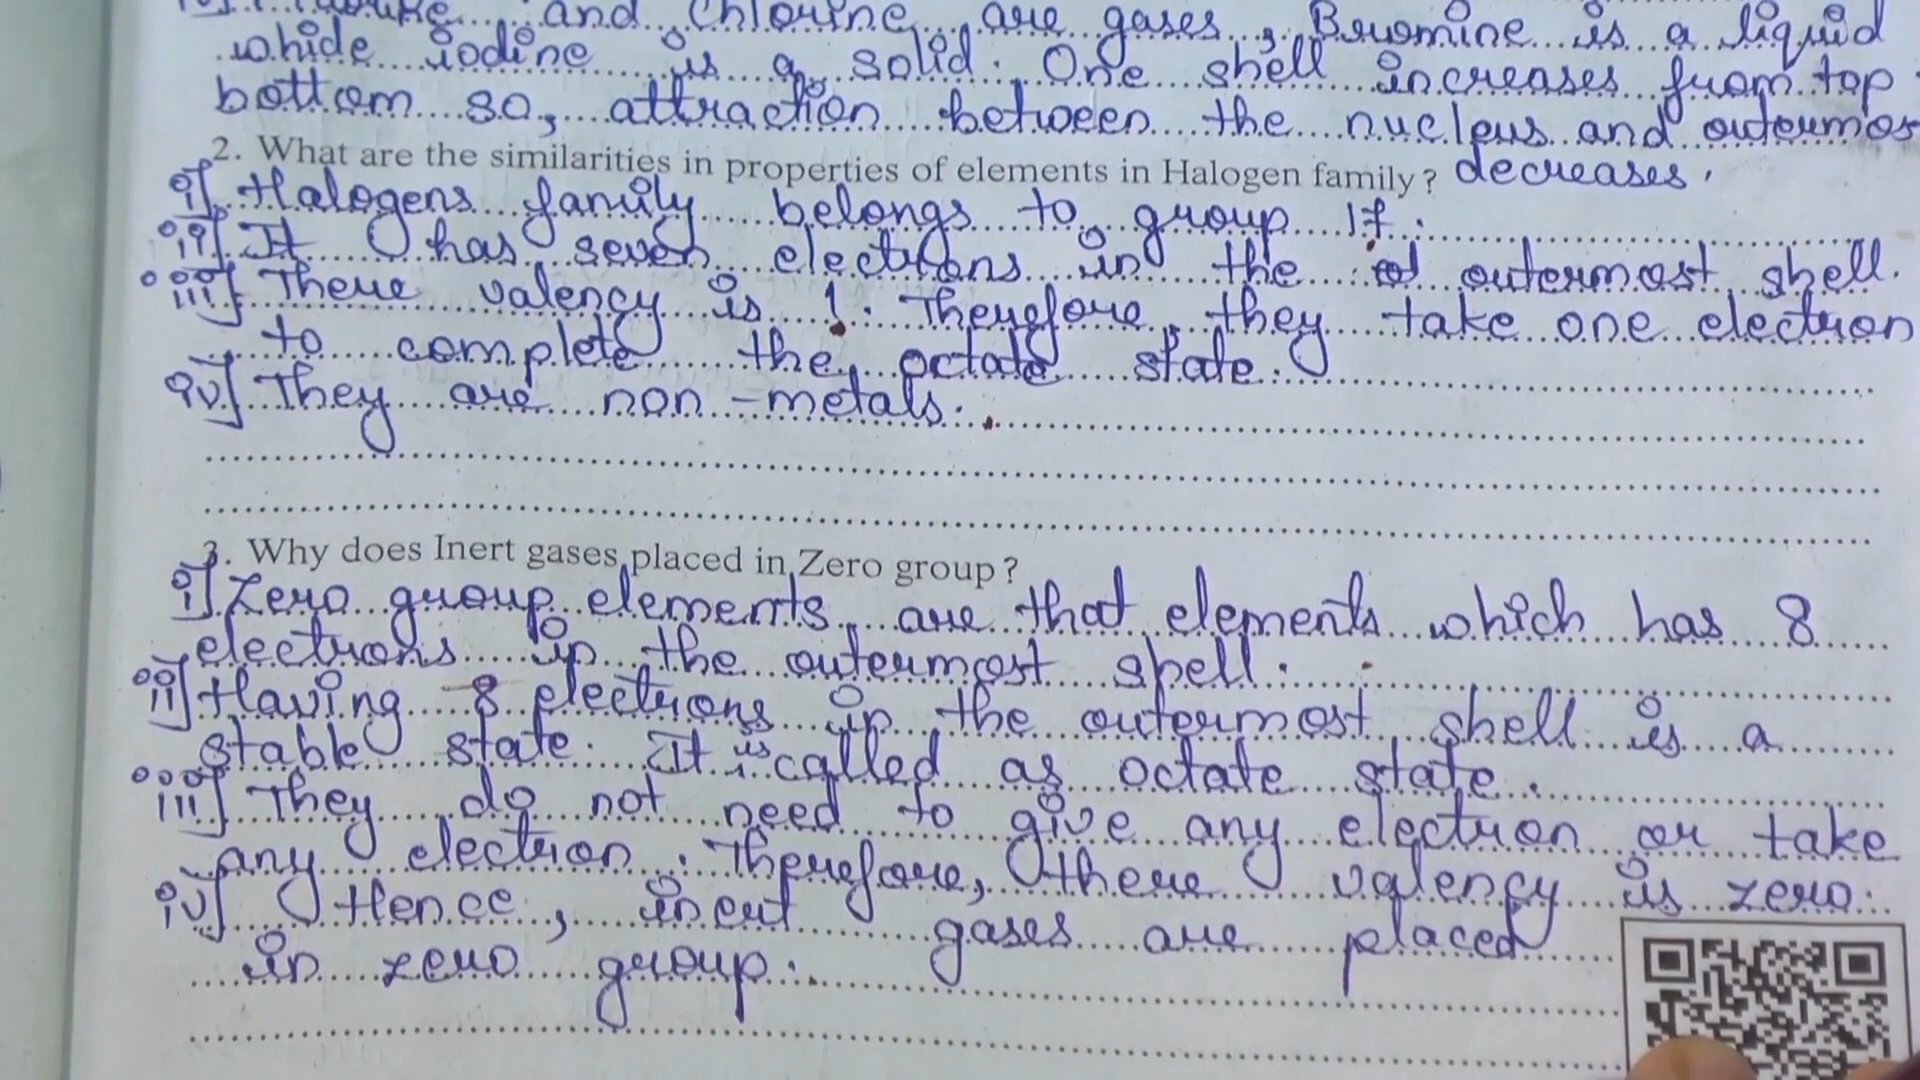 and Chlorine are gases, Bromine is a liquid
whide iodine is a solid. One shell increases from top
bottom so, attraction between the nucleus and outermos
2. What are the similarities in properties of elements in Halogen family? decreases.
i] Halogens family belongs to group 17.
ii] It has seven electrons in the outermost shell.
iii] There valency is 1. Therefore, they take one electron
to complete the octate state.
iv] They are non-metals.
3. Why does Inert gases placed in Zero group?
i] Zero group elements are that elements which has 8
electrons in the outermost shell.
ii] Having 8 electrons in the outermost shell is a
stable state. It is called as octate state.
iii] They do not need to give any electron or take
any electron. Therefore, there valency is zero.
iv] Hence, inert gases are placed
in zero group.